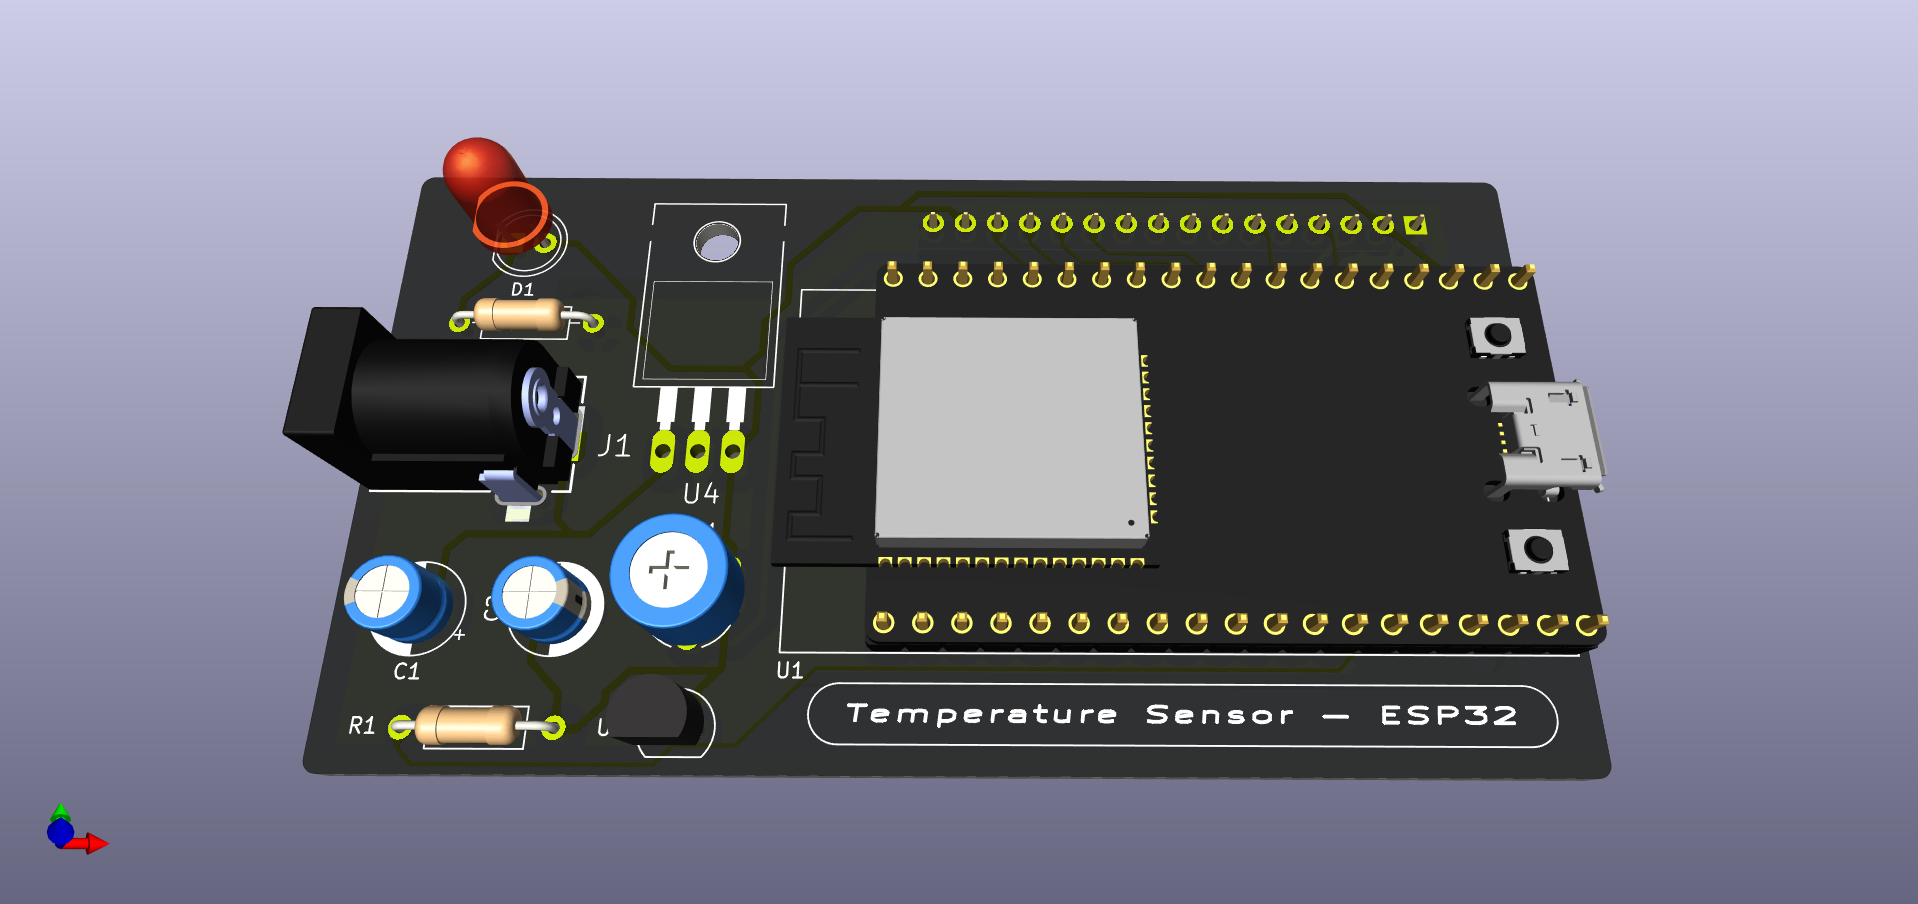 D1
J1
U4
C1
U1
R1
Temperature Sensor – ESP32